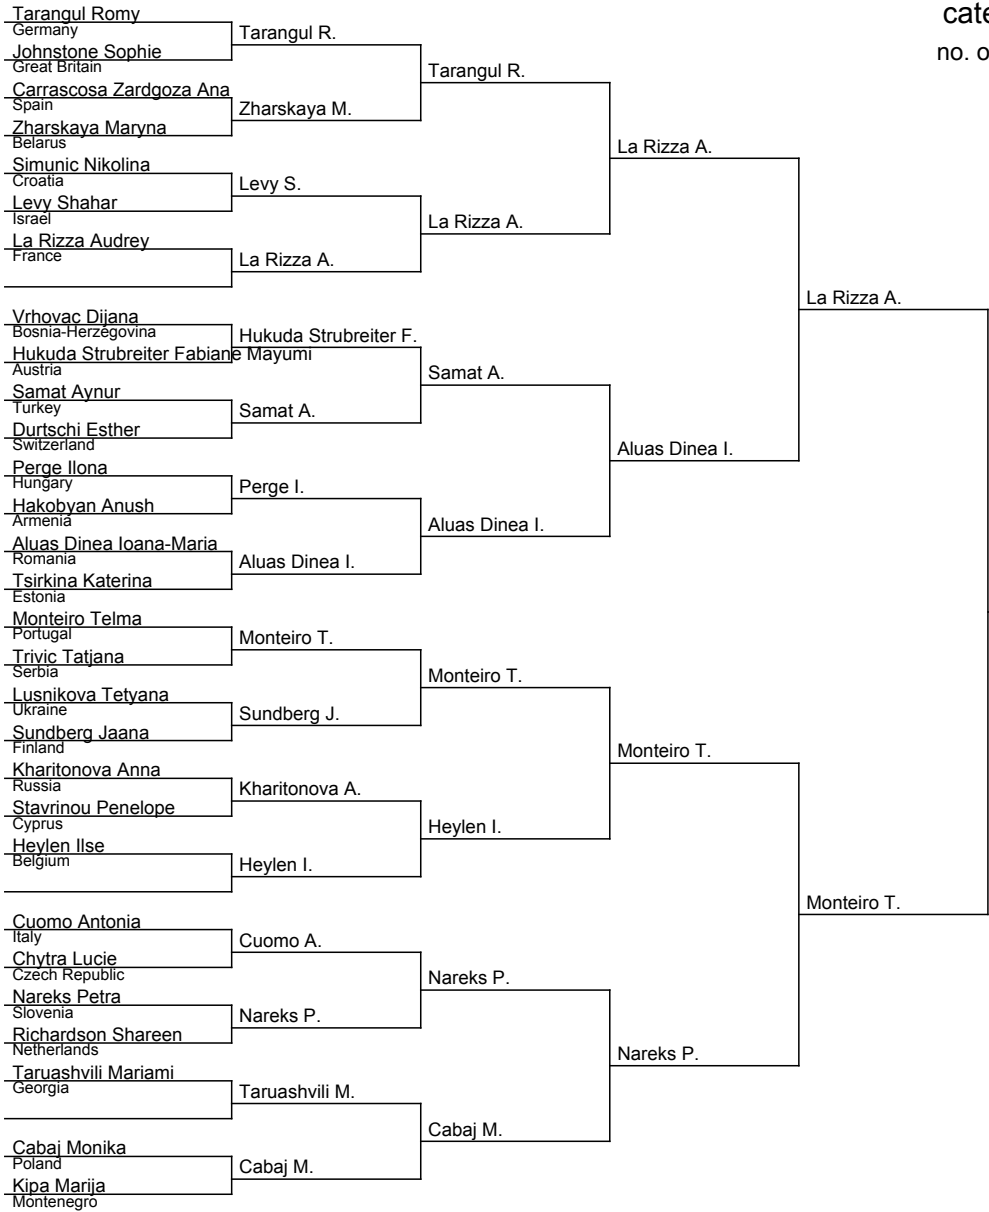 Tarangul Romy
Germany
Johnstone Sophie
Great Britain
Carrascosa Zardgoza Ana
Spain
Zharskaya Maryna
Belarus
Simunic Nikolina
Croatia
Levy Shahar
Israel
La Rizza Audrey
France
Vrhovac Dijana
Bosnia-Herzegovina
Hukuda Strubreiter Fabiane Mayumi
Austria
Samat Aynur
Turkey
Durtschi Esther
Switzerland
Perge Ilona
Hungary
Hakobyan Anush
Armenia
Aluas Dinea Ioana-Maria
Romania
Tsirkina Katerina
Estonia
Monteiro Telma
Portugal
Trivic Tatjana
Serbia
Lusnikova Tetyana
Ukraine
Sundberg Jaana
Finland
Kharitonova Anna
Russia
Stavrinou Penelope
Cyprus
Heylen Ilse
Belgium
Cuomo Antonia
Italy
Chytra Lucie
Czech Republic
Nareks Petra
Slovenia
Richardson Shareen
Netherlands
Taruashvili Mariami
Georgia
Cabaj Monika
Poland
Kipa Marija
Montenegro
Tarangul R.
Zharskaya M.
Levy S.
La Rizza A.
Hukuda Strubreiter F.
Samat A.
Perge I.
Aluas Dinea I.
Monteiro T.
Sundberg J.
Kharitonova A.
Heylen I.
Cuomo A.
Nareks P.
Taruashvili M.
Cabaj M.
Tarangul R.
La Rizza A.
Samat A.
Aluas Dinea I.
Monteiro T.
Heylen I.
Nareks P.
Cabaj M.
La Rizza A.
Aluas Dinea I.
Monteiro T.
Nareks P.
La Rizza A.
Monteiro T.
cate
no. o